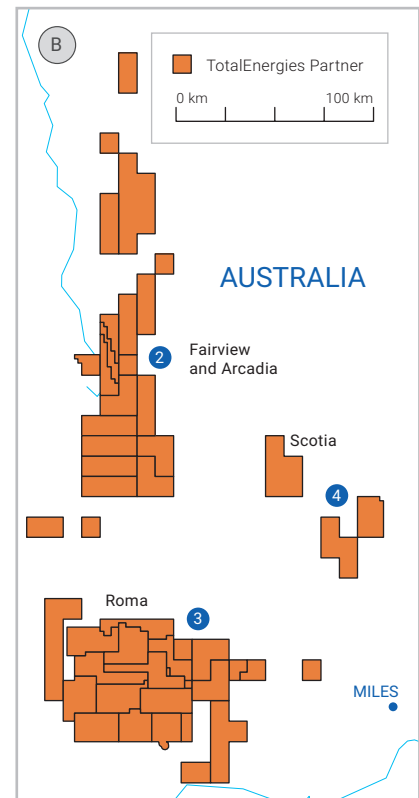 B
TotalEnergies Partner
0 km 100 km
AUSTRALIA
2
Fairview
and Arcadia
Scotia
4
Roma
3
MILES